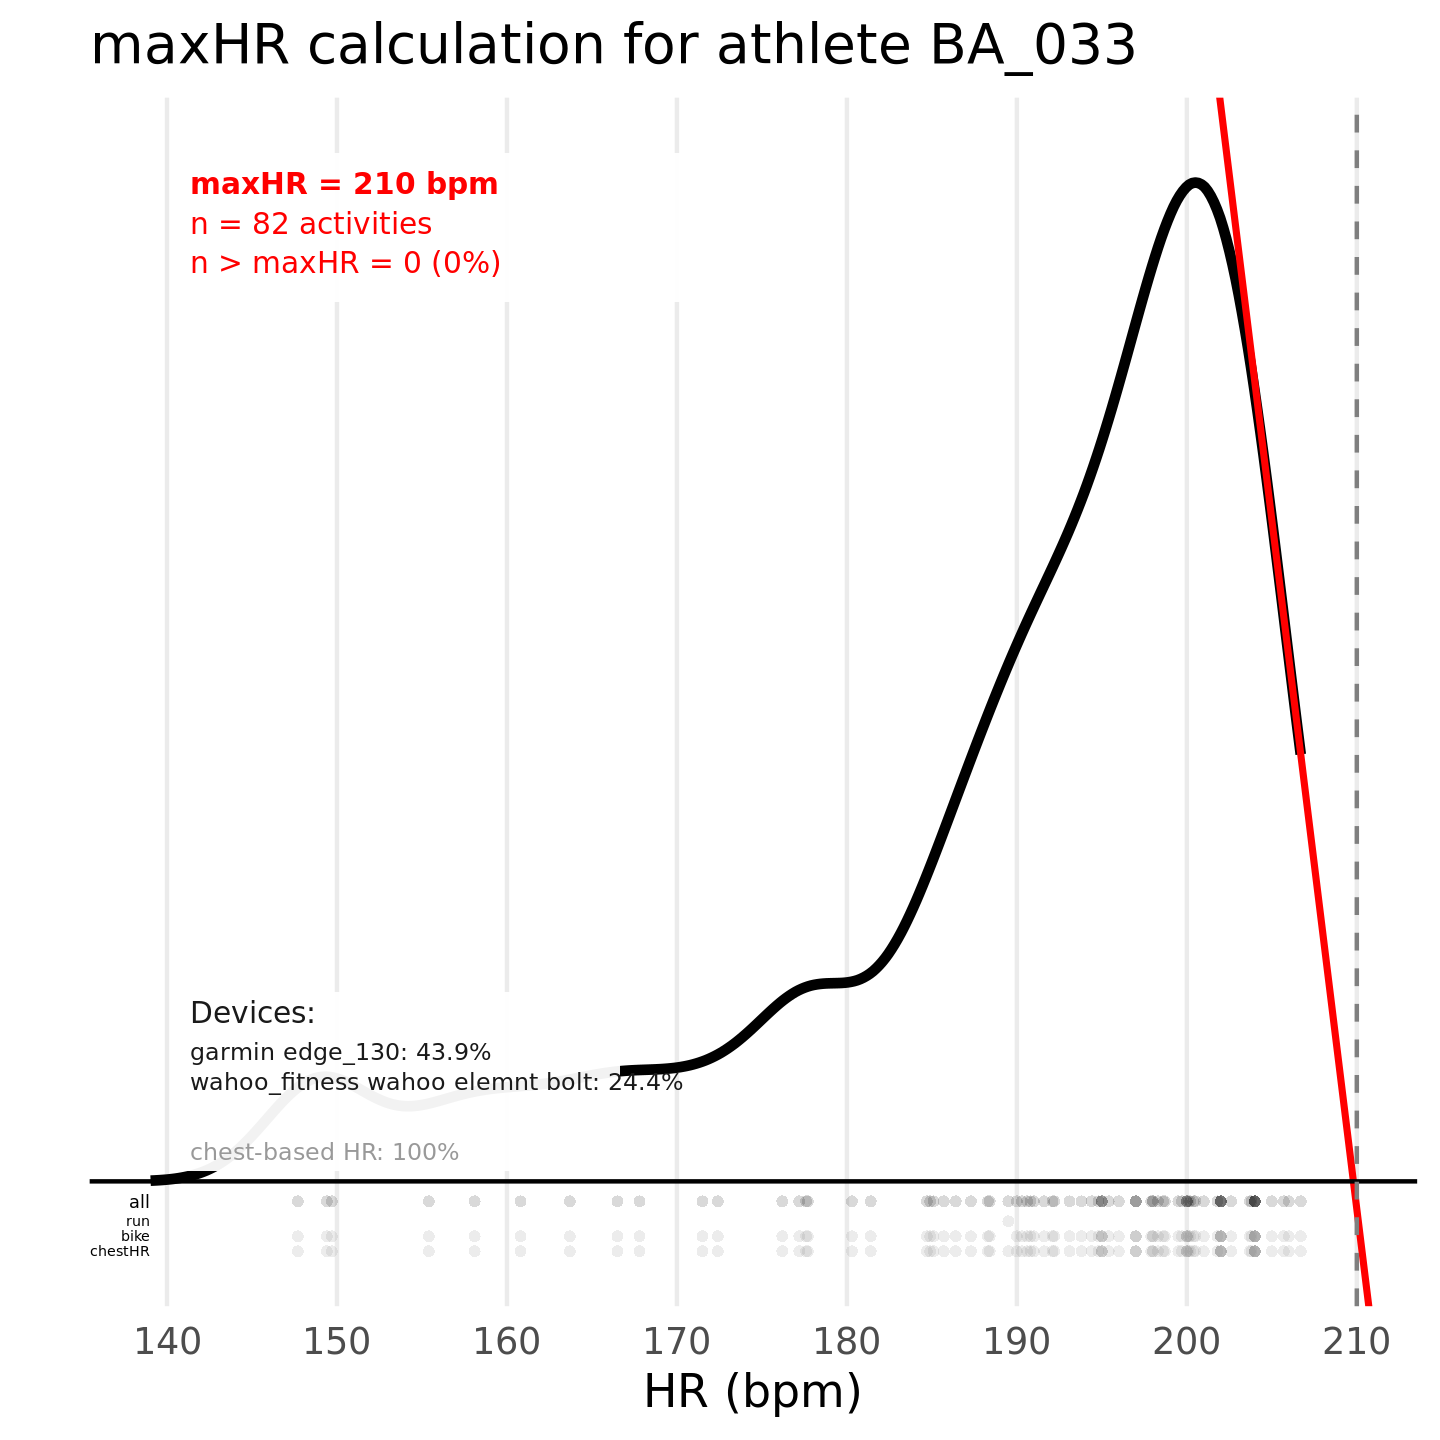 maxHR calculation for athlete BA_033
maxHR = 210 bpm
n = 82 activities
n > maxHR = 0 (0%)
Devices:
garmin edge_130: 43.9%
wahoo_fitness wahoo elemnt bolt: 24.4%
chest-based HR: 100%
all
run
bike
chestHR
140 150 160 170 180 190 200 210
HR (bpm)